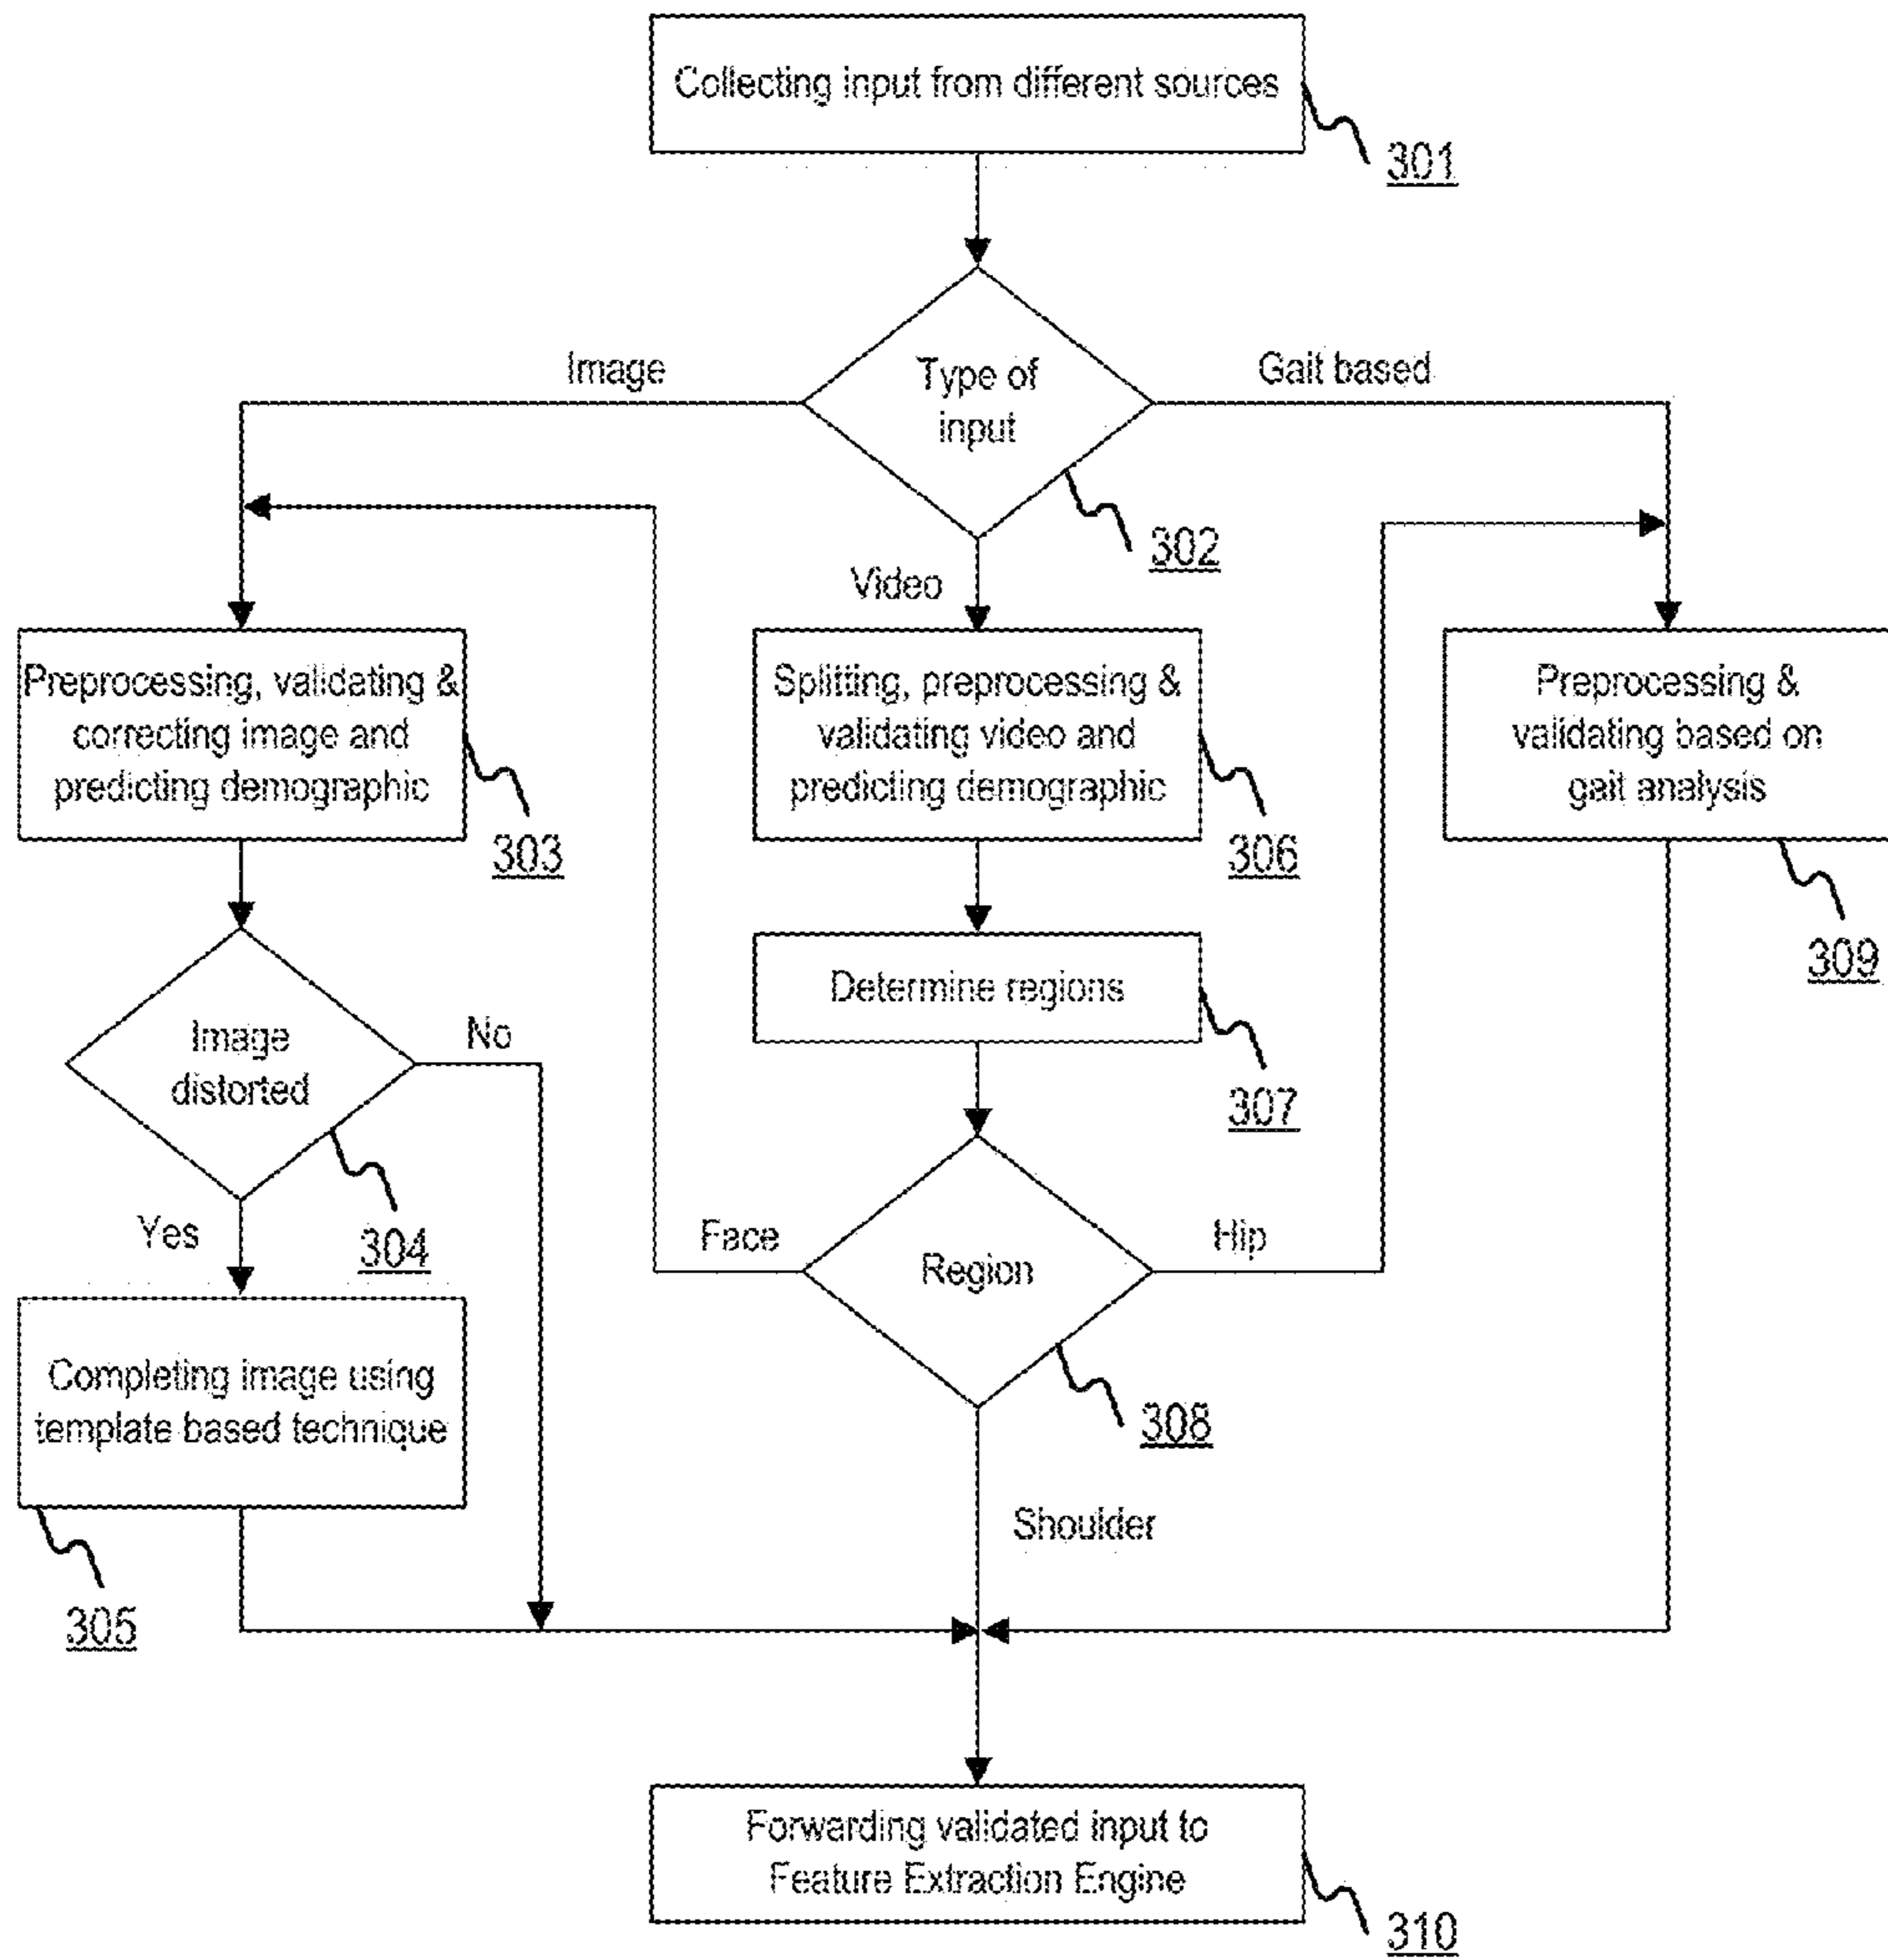 Collecting input from different sources
301
Type of
input
Image
Gait based
302
Video
Preprocessing, validating &
correcting image and
predicting demographic
303
Splitting, preprocessing &
validating video and
predicting demographic
306
Preprocessing &
validating based on
gait analysis
309
Determine regions
307
Image
distorted
No
Yes
304
Face
Region
Hip
308
Completing image using
template based technique
305
Shoulder
Forwarding validated input to
Feature Extraction Engine
310